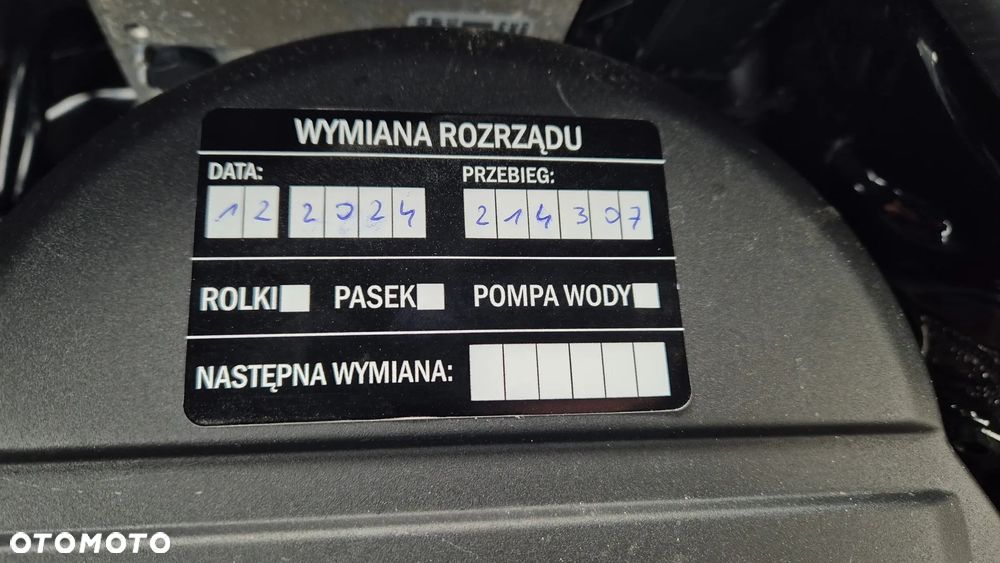 WYMIANA ROZRZĄDU
DATA: PRZEBIEG:
12 2024 214307
ROLKI PASEK POMPA WODY
NASTĘPNA WYMIANA:
OTOMOTO